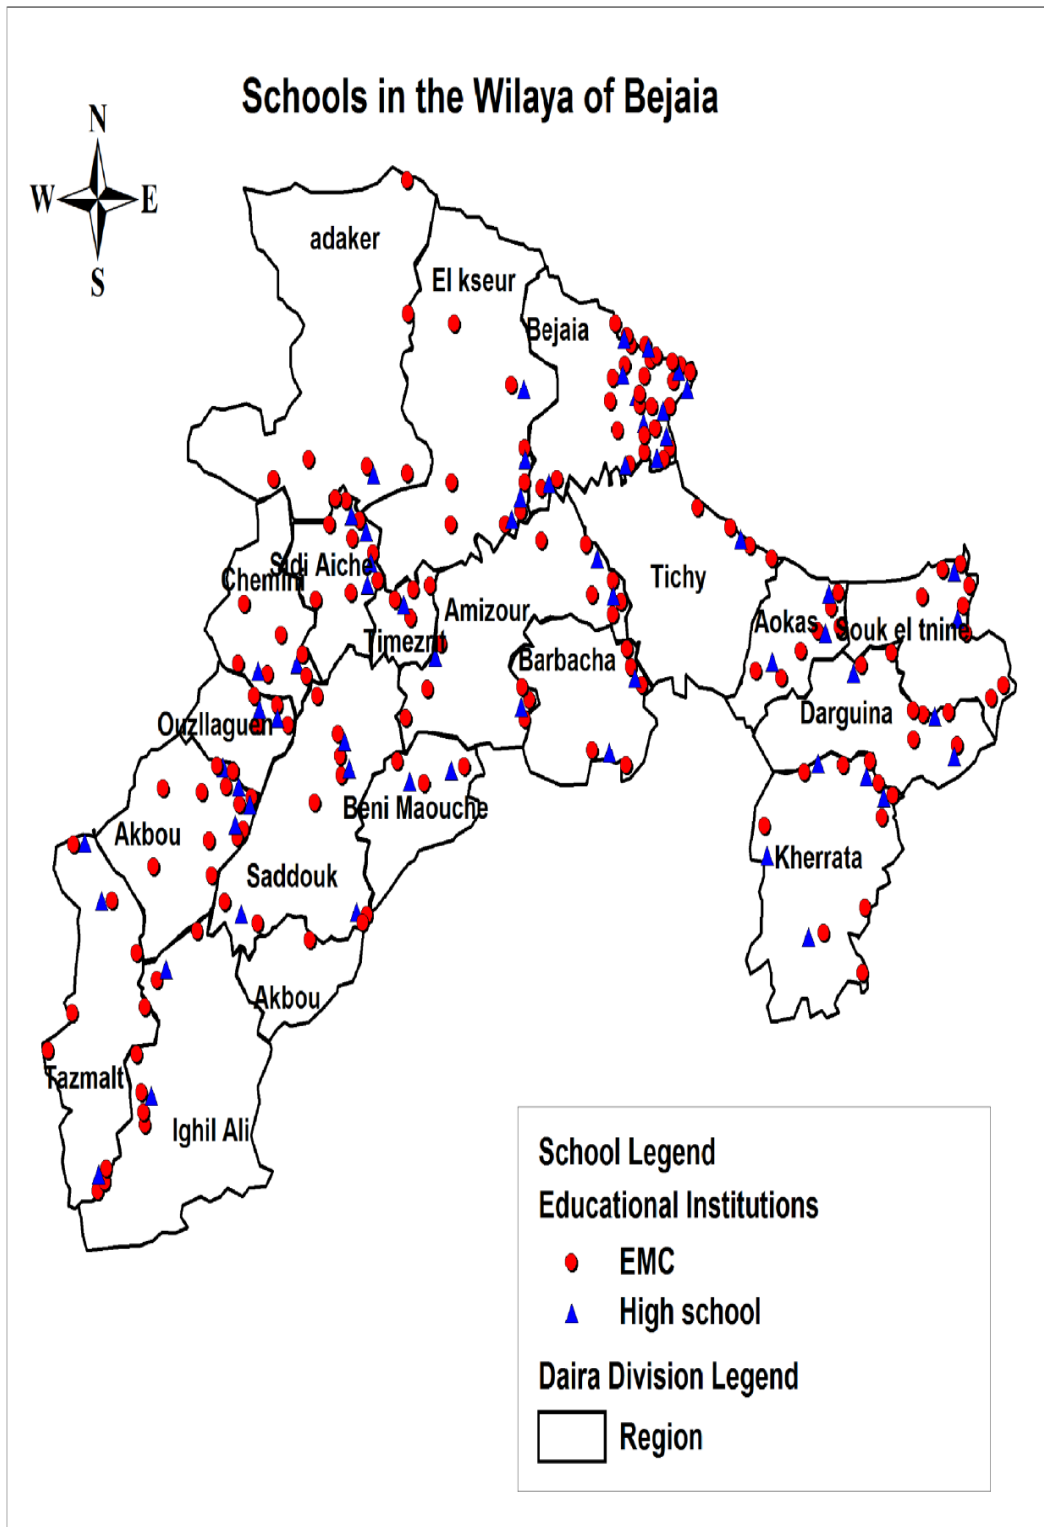 Schools in the Wilaya of Bejaia
N
W
E
S
adaker
El kseur
Bejaia
Sidi Aiche
Chemini
Tichy
Amizour
Timeznt
Aokas
Souk el tnine
Barbacha
Ouzllaguen
Darguina
Beni Maouche
Akbou
Kherrata
Saddouk
Akbou
Tazmalt
Ighil Ali
School Legend
Educational Institutions
EMC
High school
Daira Division Legend
Region